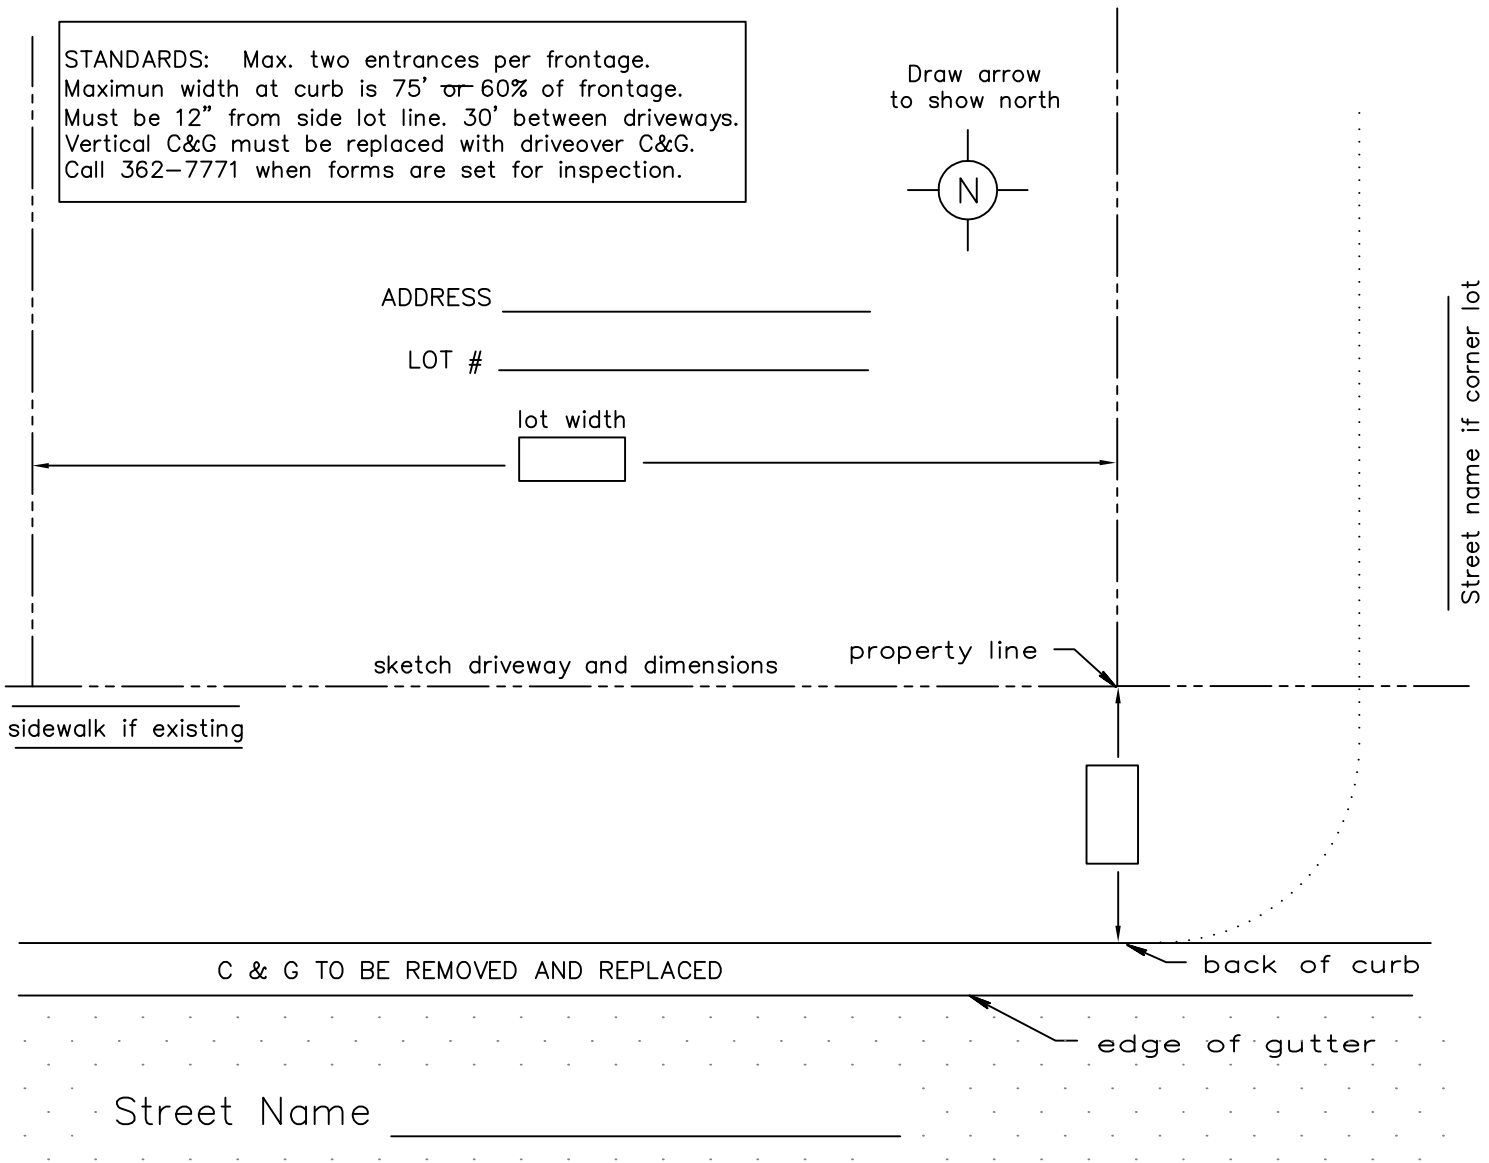 STANDARDS: Max. two entrances per frontage.
Maximun width at curb is 75' or 60% of frontage.
Must be 12" from side lot line. 30' between driveways.
Vertical C&G must be replaced with driveover C&G.
Call 362-7771 when forms are set for inspection.
Draw arrow
to show north
N
ADDRESS
LOT #
lot width
Street name if corner lot
property line
sketch driveway and dimensions
sidewalk if existing
C & G TO BE REMOVED AND REPLACED
back of curb
edge of gutter
Street Name